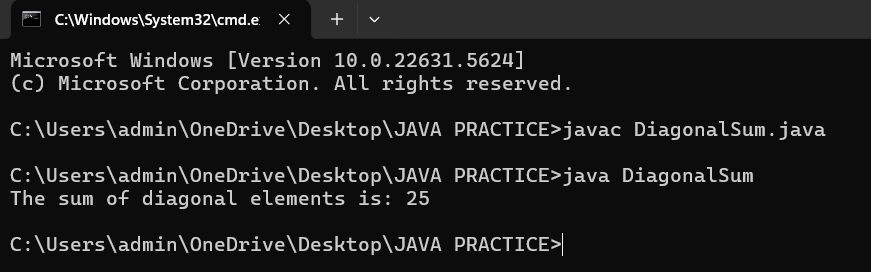 C:\Windows\System32\cmd.e
Microsoft Windows [Version 10.0.22631.5624]
(c) Microsoft Corporation. All rights reserved.
C:\Users\admin\OneDrive\Desktop\JAVA PRACTICE>javac DiagonalSum.java
C:\Users\admin\OneDrive\Desktop\JAVA PRACTICE>java DiagonalSum
The sum of diagonal elements is: 25
C:\Users\admin\OneDrive\Desktop\JAVA PRACTICE>